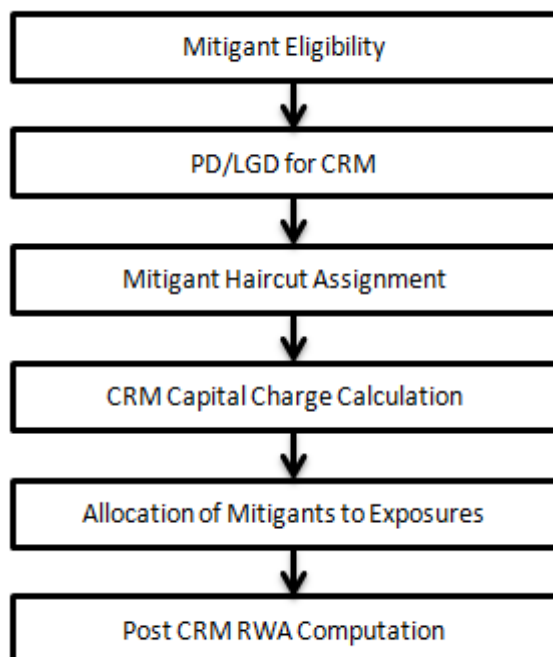 Mitigant Eligibility
PD/LGD for CRM
Mitigant Haircut Assignment
CRM Capital Charge Calculation
Allocation of Mitigants to Exposures
Post CRM RWA Computation